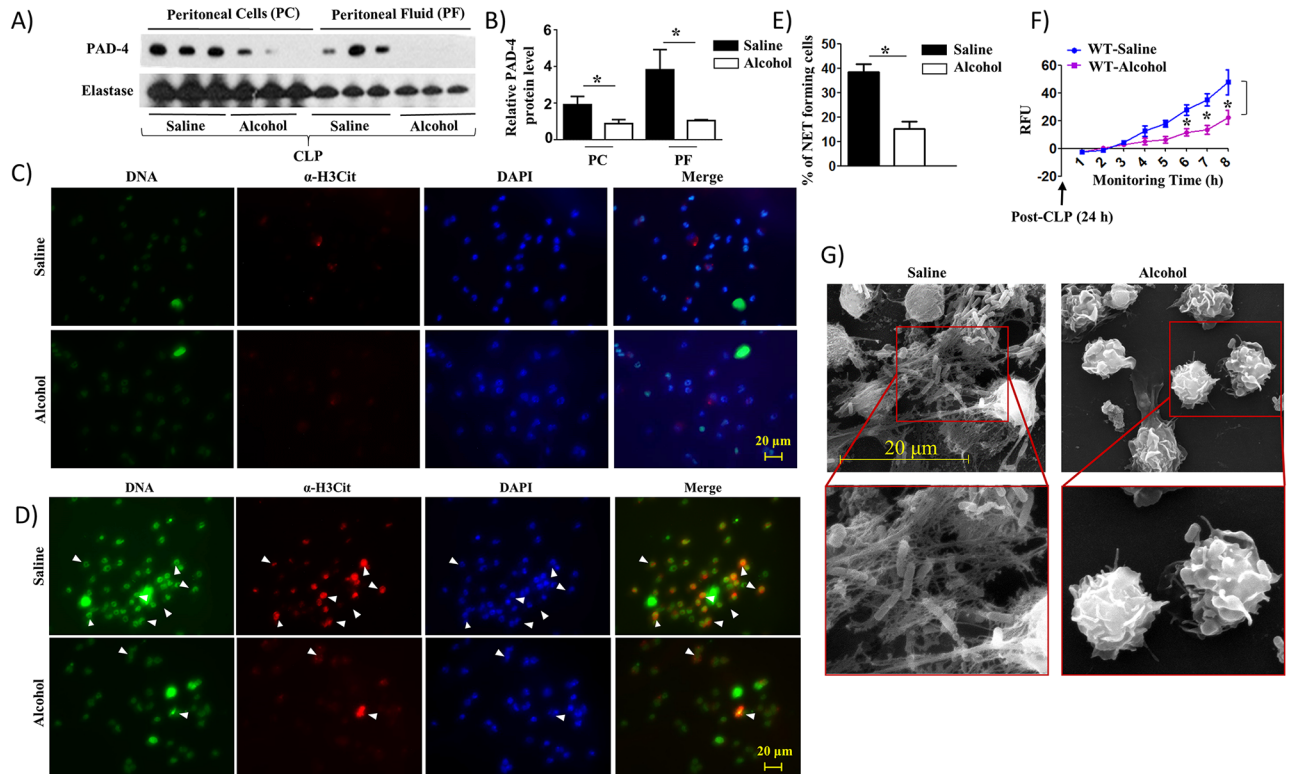 A)
Peritoneal Cells (PC) Peritoneal Fluid (PF)
PAD-4
Elastase
Saline Alcohol Saline Alcohol
CLP
B)
Relative PAD-4
protein level
6
4
2
0
*
*
Saline
Alcohol
PC PF
E)
% of NET forming cells
50
40
30
20
10
0
*
Saline
Alcohol
F)
WT-Saline
WT-Alcohol
RFU
60
40
20
0
-20
* * *
*
1 2 3 4 5 6 7 8
Monitoring Time (h)
Post-CLP (24 h)
C)
DNA α-H3Cit DAPI Merge
Saline
Alcohol
20 µm
D)
DNA α-H3Cit DAPI Merge
Saline
Alcohol
20 µm
G)
Saline Alcohol
20 µm